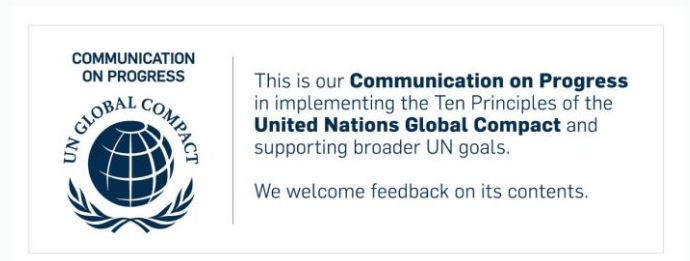 COMMUNICATION
ON PROGRESS
UN GLOBAL COMPACT
This is our Communication on Progress
in implementing the Ten Principles of the
United Nations Global Compact and
supporting broader UN goals.
We welcome feedback on its contents.